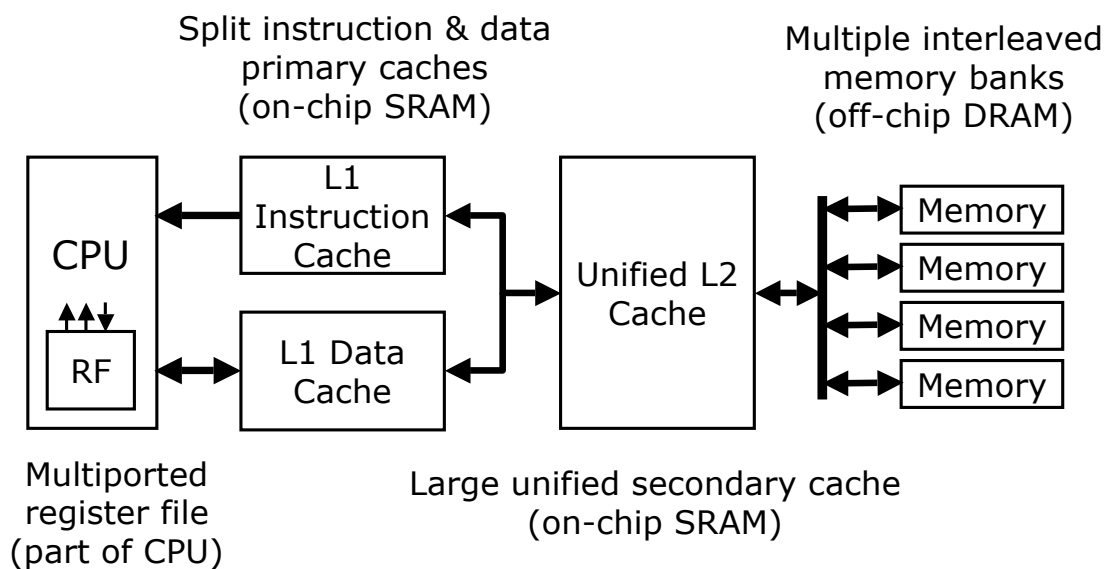 Split instruction & data
primary caches
(on-chip SRAM)
Multiple interleaved
memory banks
(off-chip DRAM)
CPU
RF
L1
Instruction
Cache
L1 Data
Cache
Unified L2
Cache
Memory
Memory
Memory
Memory
Multiported
register file
(part of CPU)
Large unified secondary cache
(on-chip SRAM)